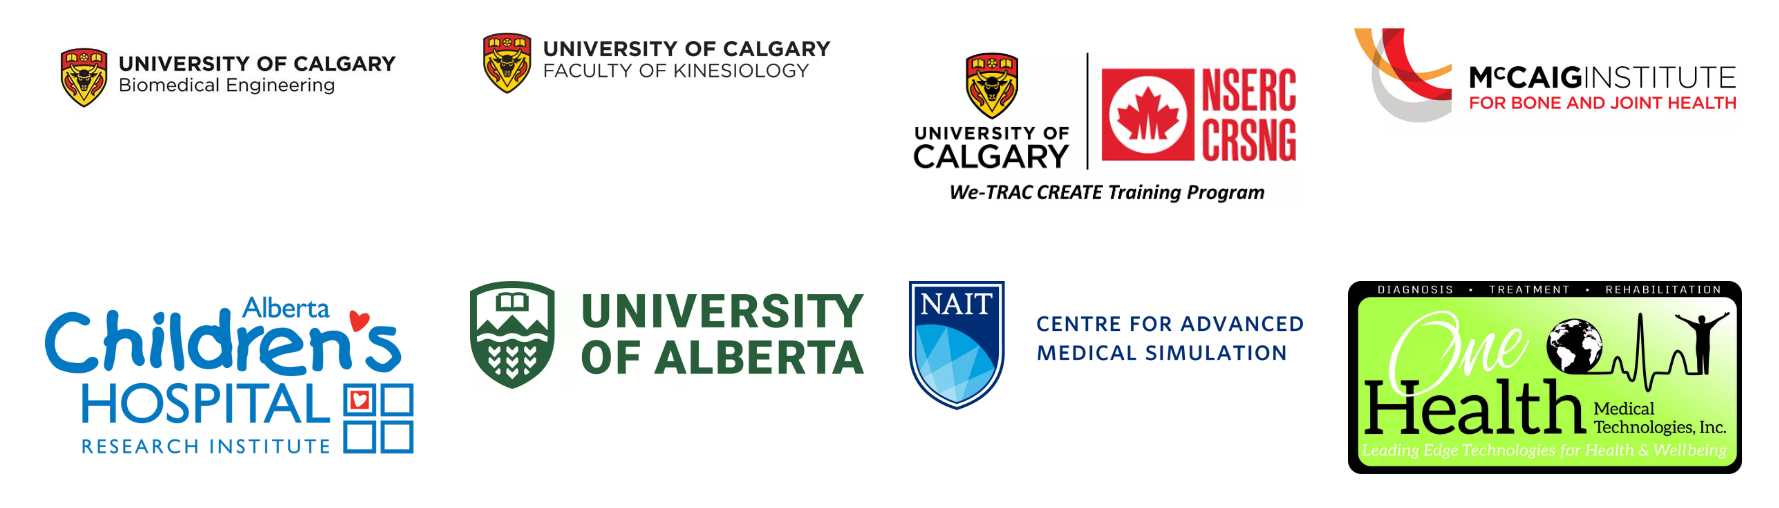 UNIVERSITY OF CALGARY
Biomedical Engineering
UNIVERSITY OF CALGARY
FACULTY OF KINESIOLOGY
UNIVERSITY OF
CALGARY
NSERC
CRSNG
We-TRAC CREATE Training Program
McCAIG INSTITUTE
FOR BONE AND JOINT HEALTH
Alberta
Children's
HOSPITAL
RESEARCH INSTITUTE
UNIVERSITY
OF ALBERTA
NAIT
CENTRE FOR ADVANCED
MEDICAL SIMULATION
DIAGNOSIS • TREATMENT • REHABILITATION
One
Health
Medical
Technologies, Inc.
Leading Edge Technologies for Health & Wellbeing